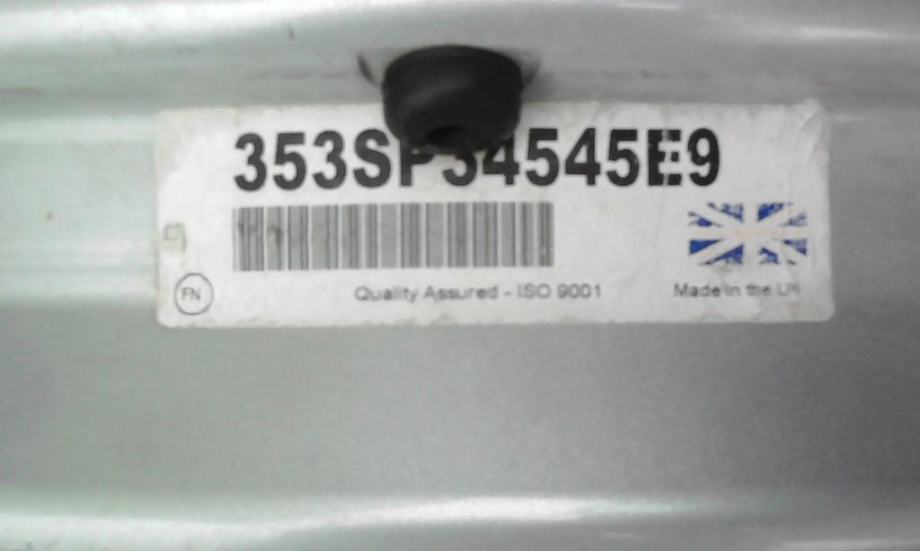 353SP34545E9
FN
Quality Assured - ISO 9001
Made in the UK